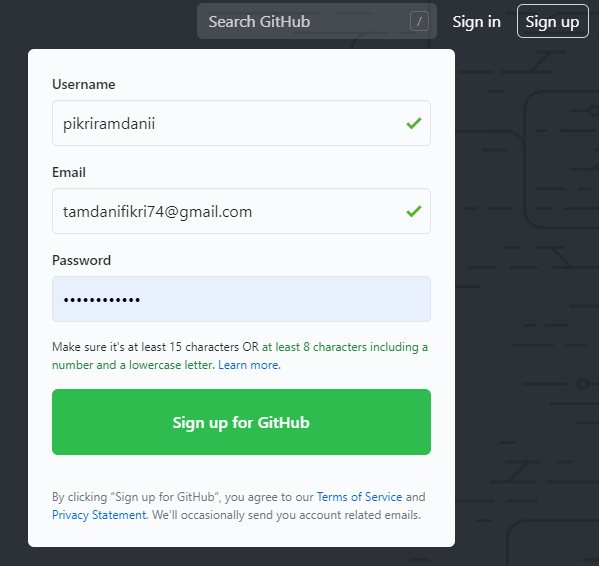 Search GitHub / Sign in Sign up
Username
pikriramdanii
Email
tamdanifikri74@gmail.com
Password
••••••••••••
Make sure it's at least 15 characters OR at least 8 characters including a
number and a lowercase letter. Learn more.
Sign up for GitHub
By clicking “Sign up for GitHub”, you agree to our Terms of Service and
Privacy Statement. We'll occasionally send you account related emails.